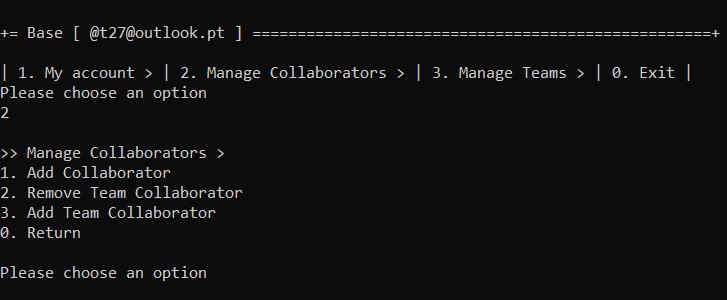 += Base [ @t27@outlook.pt ] ===================================================+
| 1. My account > | 2. Manage Collaborators > | 3. Manage Teams > | 0. Exit |
Please choose an option
2
>> Manage Collaborators >
1. Add Collaborator
2. Remove Team Collaborator
3. Add Team Collaborator
0. Return
Please choose an option